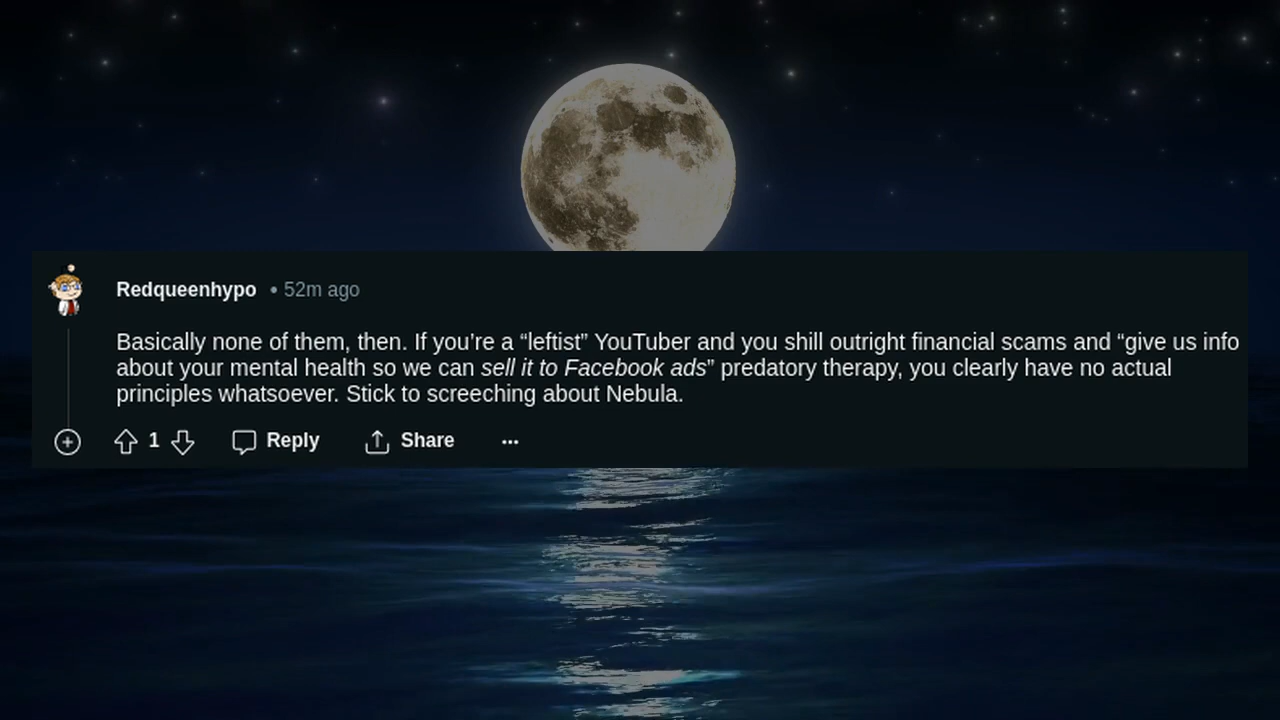 Redqueenhypo • 52m ago
Basically none of them, then. If you’re a “leftist” YouTuber and you shill outright financial scams and “give us info
about your mental health so we can sell it to Facebook ads” predatory therapy, you clearly have no actual
principles whatsoever. Stick to screeching about Nebula.
1 Reply Share ...